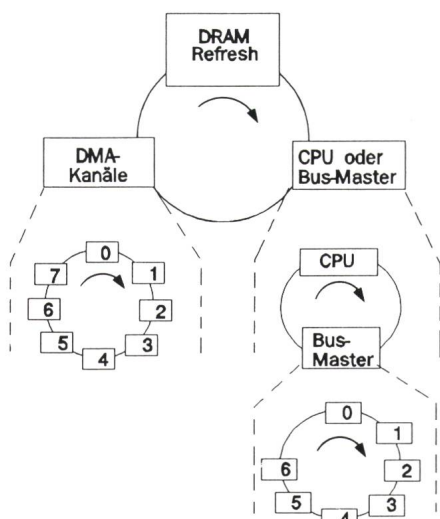 DRAM
Refresh
DMA-
Kanäle
CPU oder
Bus-Master
0
1
2
3
4
5
6
7
CPU
Bus-
Master
0
1
2
3
4
5
6